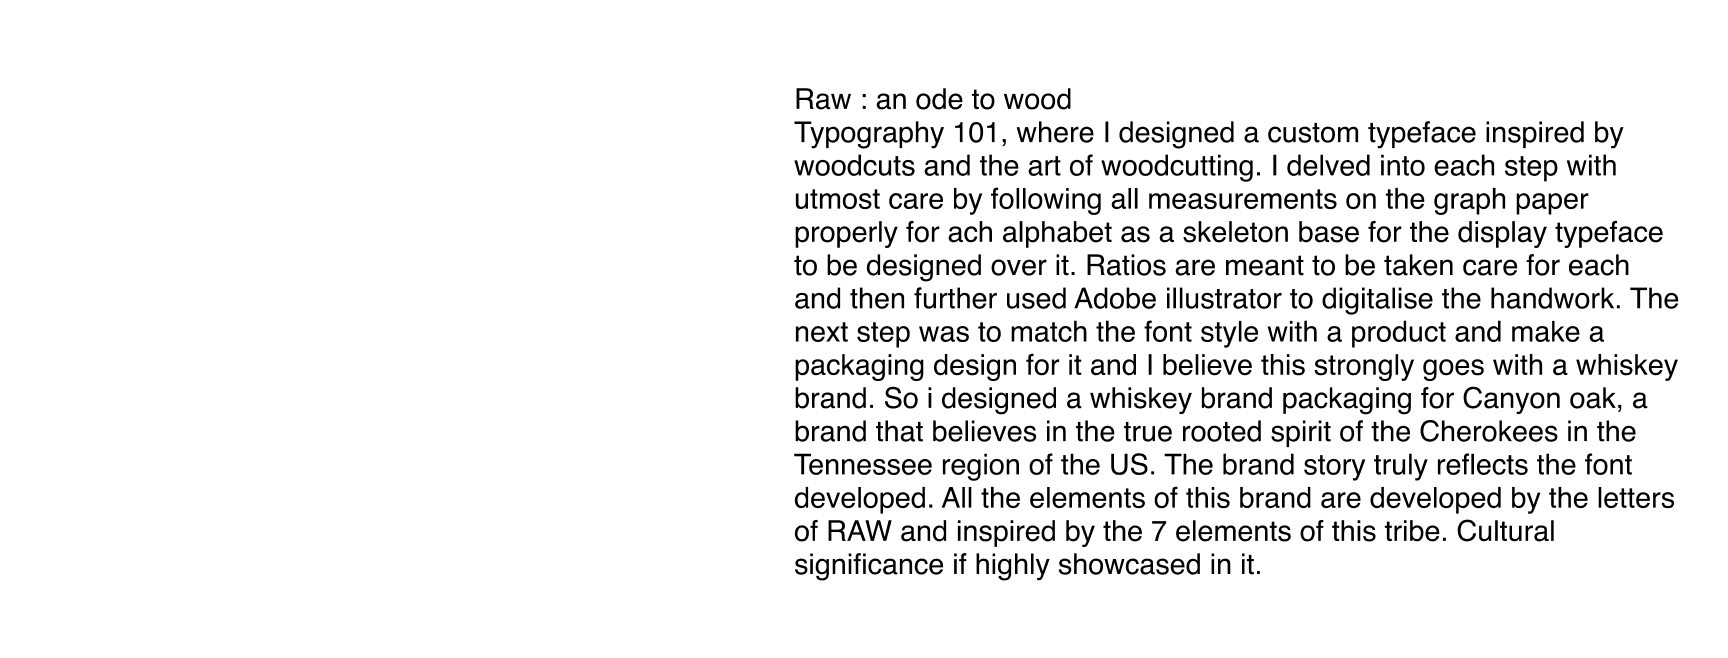 Raw : an ode to wood
Typography 101, where I designed a custom typeface inspired by
woodcuts and the art of woodcutting. I delved into each step with
utmost care by following all measurements on the graph paper
properly for ach alphabet as a skeleton base for the display typeface
to be designed over it. Ratios are meant to be taken care for each
and then further used Adobe illustrator to digitalise the handwork. The
next step was to match the font style with a product and make a
packaging design for it and I believe this strongly goes with a whiskey
brand. So i designed a whiskey brand packaging for Canyon oak, a
brand that believes in the true rooted spirit of the Cherokees in the
Tennessee region of the US. The brand story truly reflects the font
developed. All the elements of this brand are developed by the letters
of RAW and inspired by the 7 elements of this tribe. Cultural
significance if highly showcased in it.